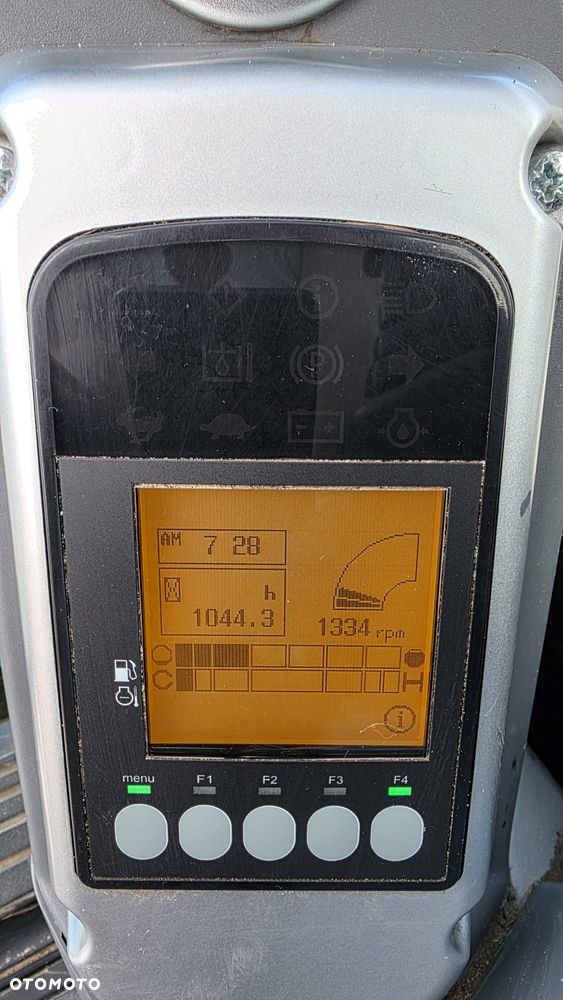 AM 7 28
h
1044.3
1334 rpm
C H
menu F1 F2 F3 F4
OTOMOTO